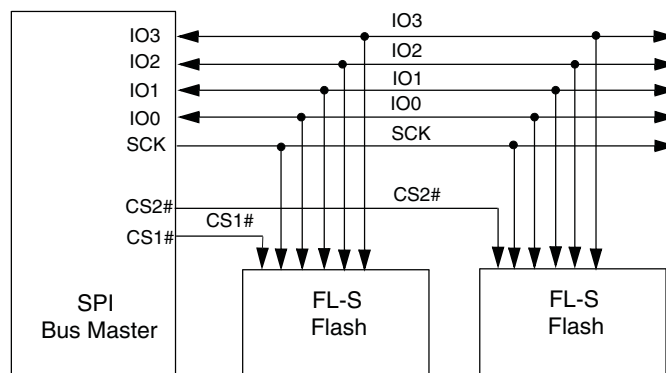 IO3
IO3
IO2
IO2
IO1
IO1
IO0
IO0
SCK
SCK
CS2#
CS2#
CS1#
CS1#
SPI
Bus Master
FL-S
Flash
FL-S
Flash